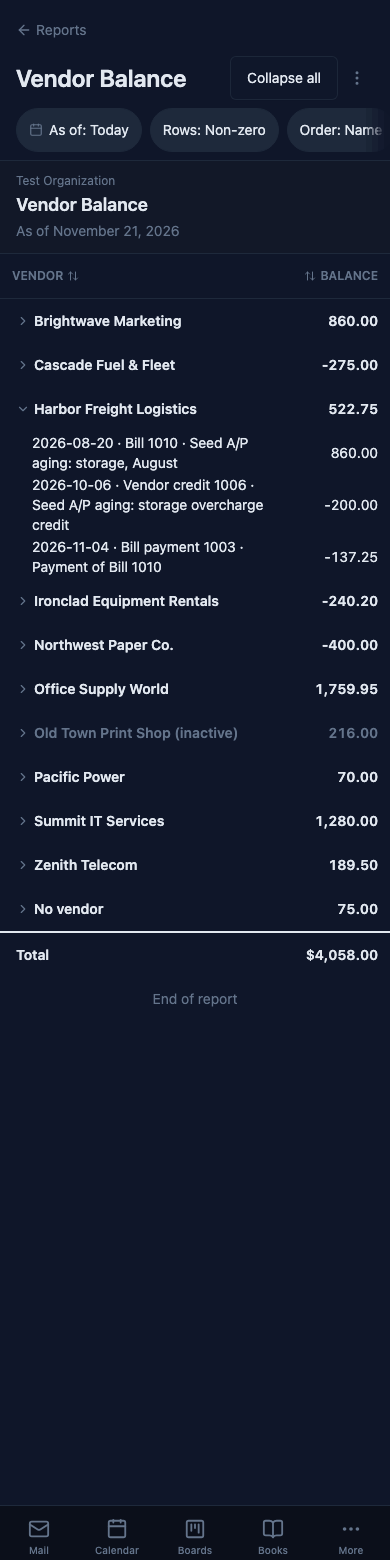 Reports
Vendor Balance
Collapse all
As of: Today
Rows: Non-zero
Order: Name
Test Organization
Vendor Balance
As of November 21, 2026
VENDOR
BALANCE
Brightwave Marketing 860.00
Cascade Fuel & Fleet -275.00
Harbor Freight Logistics 522.75
2026-08-20 · Bill 1010 · Seed A/P
aging: storage, August
860.00
2026-10-06 · Vendor credit 1006 ·
Seed A/P aging: storage overcharge
credit
-200.00
2026-11-04 · Bill payment 1003 ·
Payment of Bill 1010
-137.25
Ironclad Equipment Rentals -240.20
Northwest Paper Co. -400.00
Office Supply World 1,759.95
Old Town Print Shop (inactive) 216.00
Pacific Power 70.00
Summit IT Services 1,280.00
Zenith Telecom 189.50
No vendor 75.00
Total $4,058.00
End of report
Mail
Calendar
Boards
Books
More